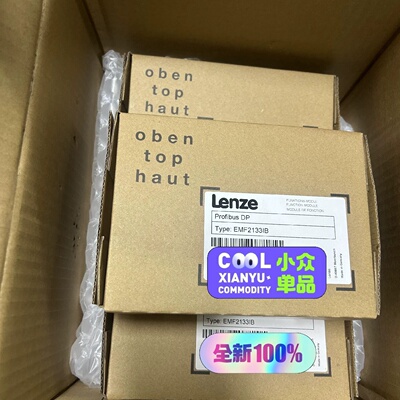 oben
top
haut
oben
top
haut
Lenze
Profibus DP
Type: EMF2133IB
COOL
XIANYU·
COMMODITY
小众
单品
Type: EMF2133IB
全新100%